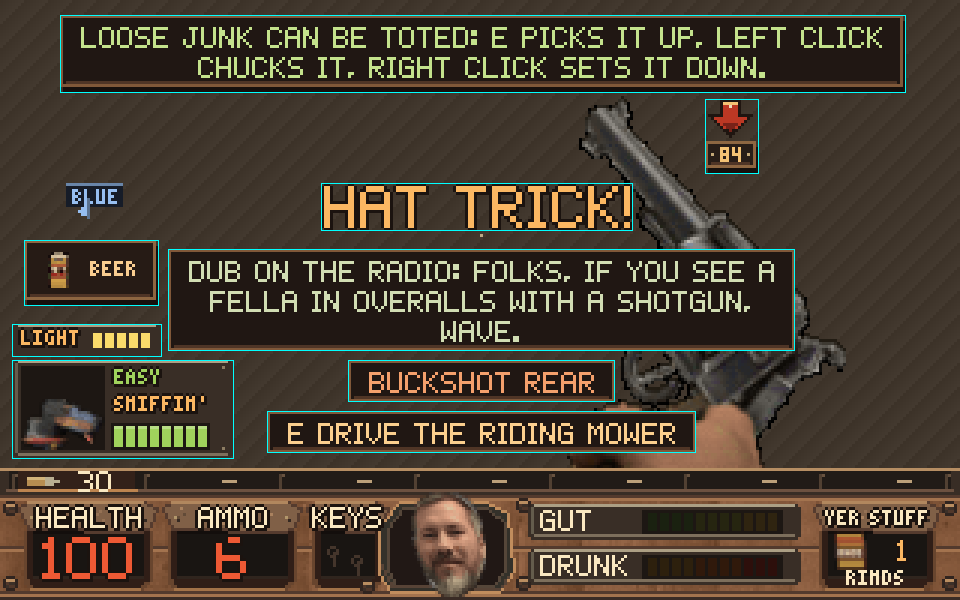 LOOSE JUNK CAN BE TOTED: E PICKS IT UP, LEFT CLICK
CHUCKS IT, RIGHT CLICK SETS IT DOWN.
84
BLUE
HAT TRICK!
BEER
DUB ON THE RADIO: FOLKS, IF YOU SEE A
FELLA IN OVERALLS WITH A SHOTGUN,
WAVE.
LIGHT
EASY
SNIFFIN'
BUCKSHOT REAR
E DRIVE THE RIDING MOWER
30
HEALTH
100
AMMO
6
KEYS
GUT
DRUNK
YER STUFF
1
RINDS